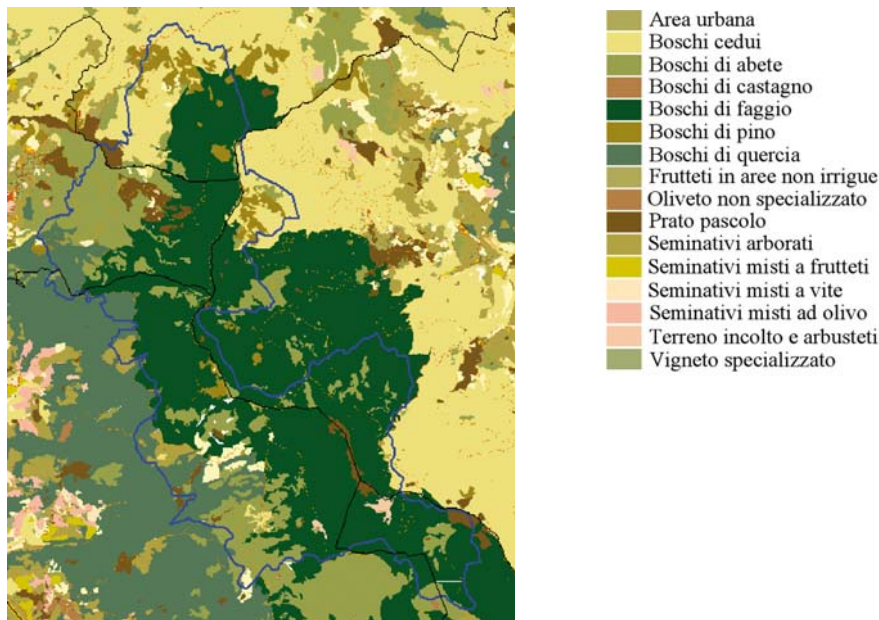 Area urbana
Boschi cedui
Boschi di abete
Boschi di castagno
Boschi di faggio
Boschi di pino
Boschi di quercia
Frutteti in aree non irrigue
Oliveto non specializzato
Prato pascolo
Seminativi arborati
Seminativi misti a frutteti
Seminativi misti a vite
Seminativi misti ad olivo
Terreno incolto e arbusteti
Vigneto specializzato